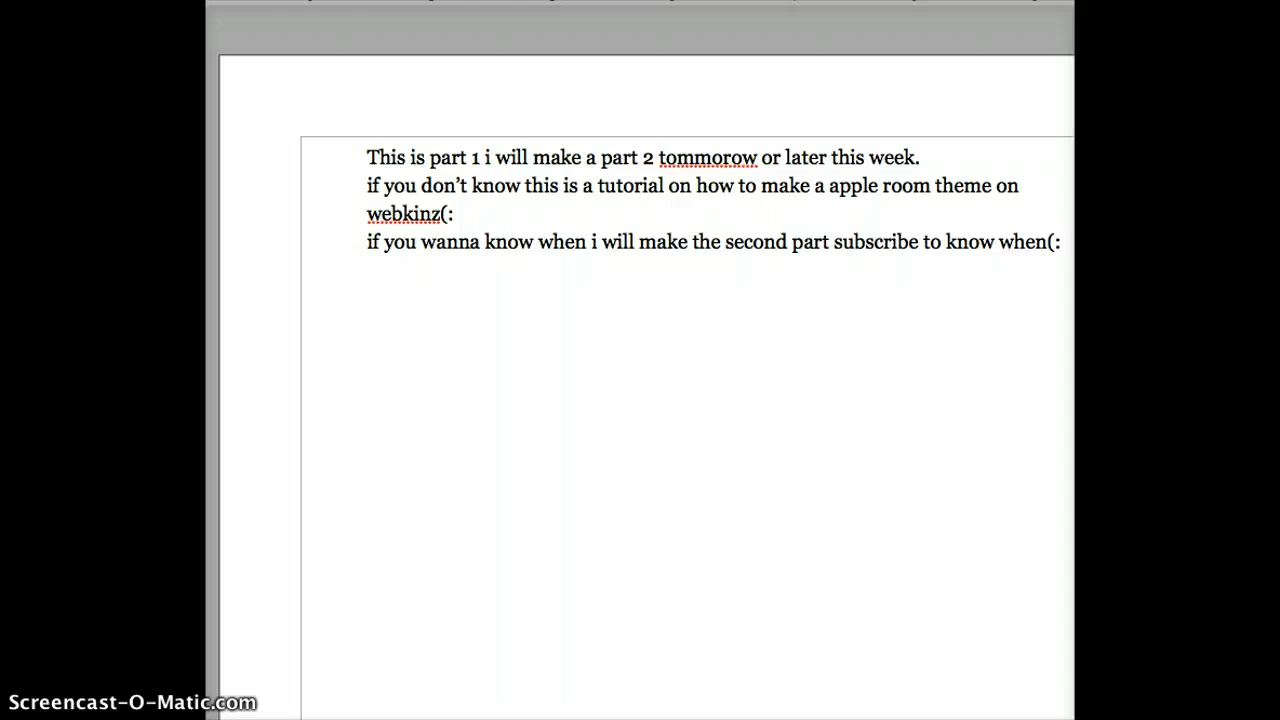 This is part 1 i will make a part 2 tommorow or later this week.
if you don’t know this is a tutorial on how to make a apple room theme on
webkinz(:
if you wanna know when i will make the second part subscribe to know when(:
Screencast-O-Matic.com